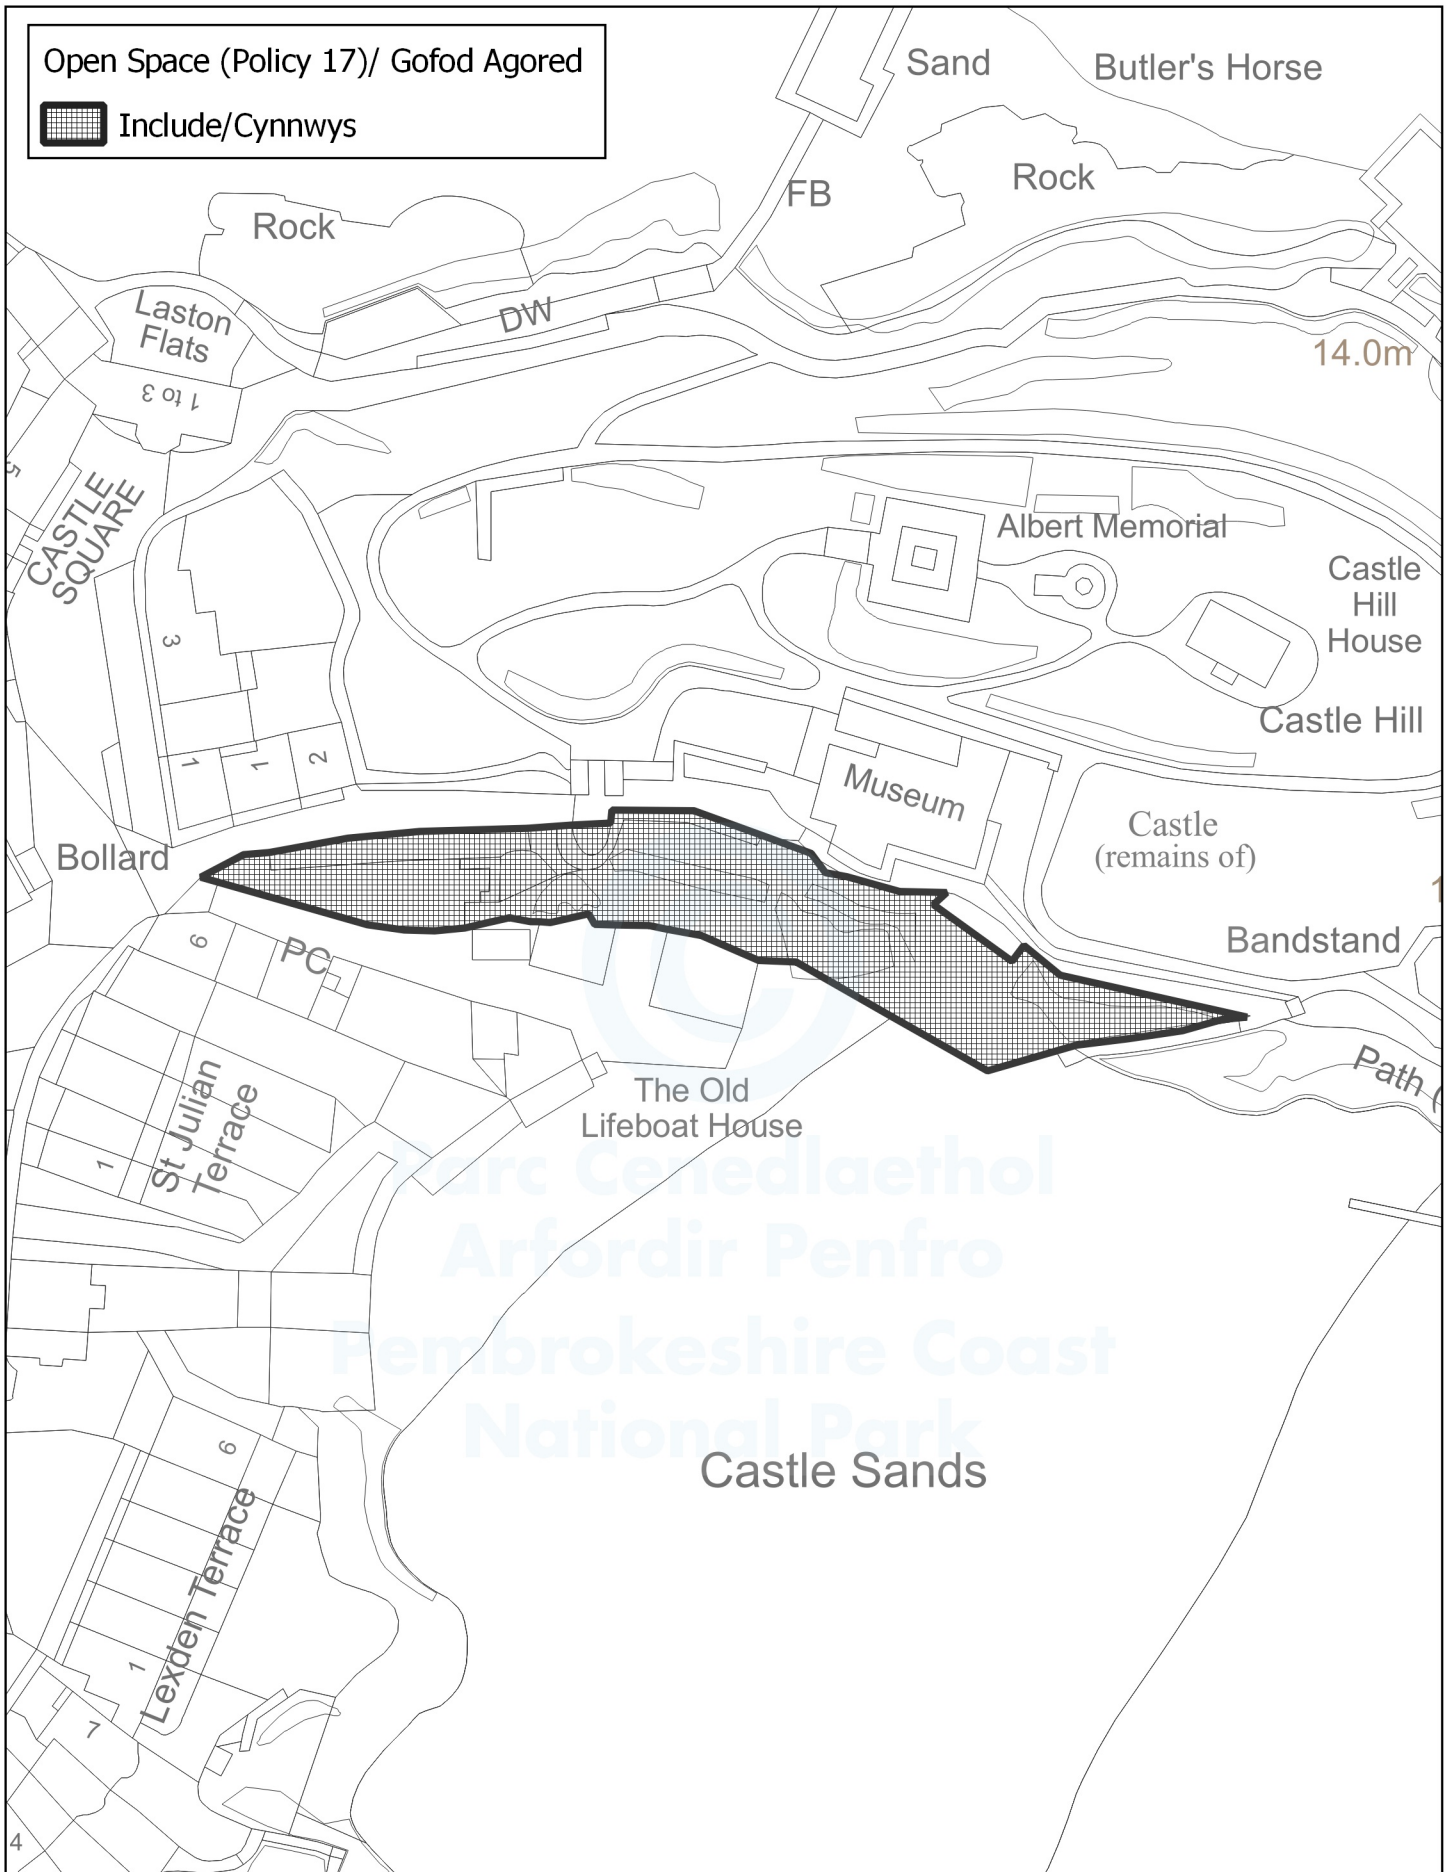 Open Space (Policy 17)/ Gofod Agored
Include/Cynnwys
Sand
Butler's Horse
Rock
FB
Rock
Laston
Flats
1 to 3
DW
14.0m
5
CASTLE
SQUARE
Albert Memorial
Castle
Hill
House
3
Castle Hill
1
1
2
Museum
Castle
(remains of)
Bollard
1
Bandstand
6
PC
The Old
Lifeboat House
Path (
St Julian
Terrace
1
Parc Cenedlaethol
Arfordir Penfro
Pembrokeshire Coast
National Park
Castle Sands
6
Lexden Terrace
1
7
4
©